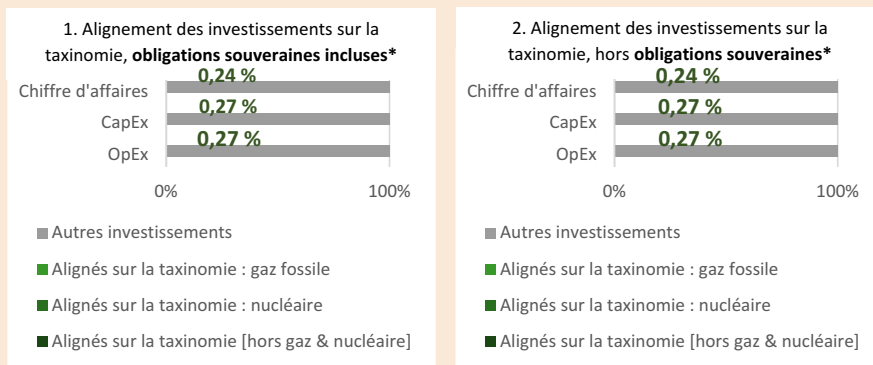 1. Alignement des investissements sur la
taxinomie, obligations souveraines incluses*
0,24 %
Chiffre d'affaires
0,27 %
CapEx
0,27 %
OpEx
0%
100%
Autres investissements
Alignés sur la taxinomie : gaz fossile
Alignés sur la taxinomie : nucléaire
Alignés sur la taxinomie [hors gaz & nucléaire]
2. Alignement des investissements sur la
taxinomie, hors obligations souveraines*
0,24 %
Chiffre d'affaires
0,27 %
CapEx
0,27 %
OpEx
0%
100%
Autres investissements
Alignés sur la taxinomie : gaz fossile
Alignés sur la taxinomie : nucléaire
Alignés sur la taxinomie [hors gaz & nucléaire]